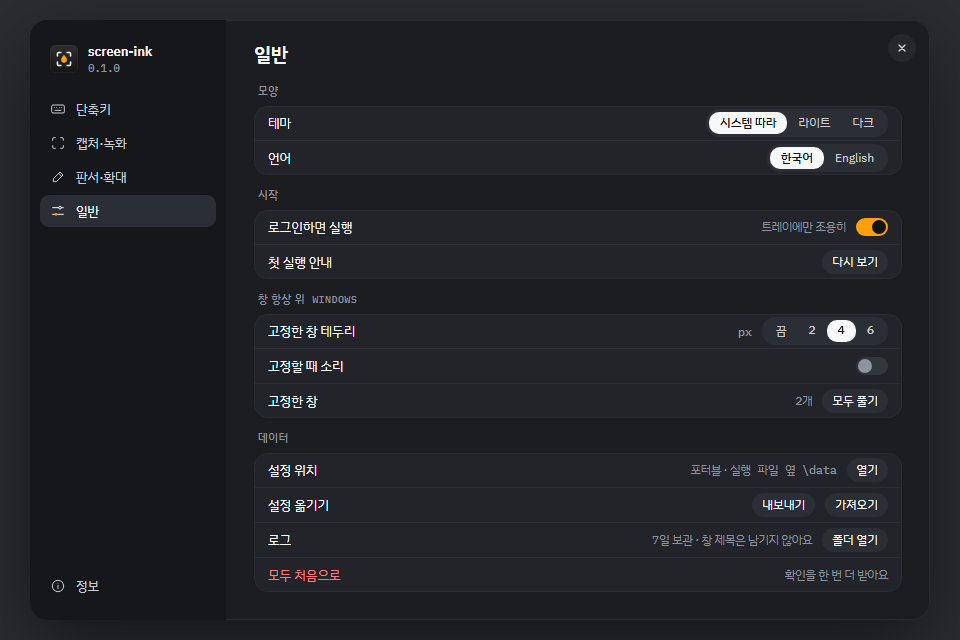 screen-ink
0.1.0
단축키
캡처·녹화
판서·확대
일반
정보
일반
모양
테마 시스템 따라 라이트 다크
언어 한국어 English
시작
로그인하면 실행 트레이에만 조용히
첫 실행 안내 다시 보기
창 항상 위 WINDOWS
고정한 창 테두리 px 끔 2 4 6
고정할 때 소리
고정한 창 2개 모두 풀기
데이터
설정 위치 포터블·실행 파일 옆 \data 열기
설정 옮기기 내보내기 가져오기
로그 7일 보관·창 제목은 남기지 않아요 폴더 열기
모두 처음으로 확인을 한 번 더 받아요